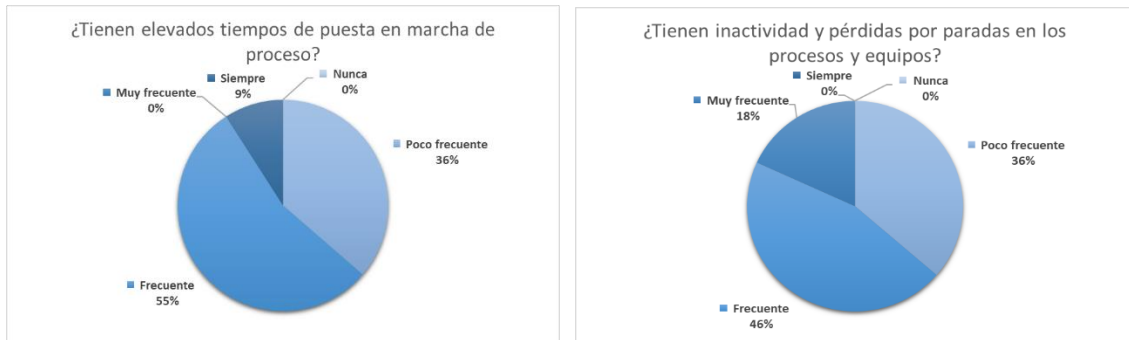 ¿Tienen elevados tiempos de puesta en marcha de
proceso?
Siempre
9%
Nunca
0%
Muy frecuente
0%
Poco frecuente
36%
Frecuente
55%
¿Tienen inactividad y pérdidas por paradas en los
procesos y equipos?
Siempre
0%
Nunca
0%
Muy frecuente
18%
Poco frecuente
36%
Frecuente
46%